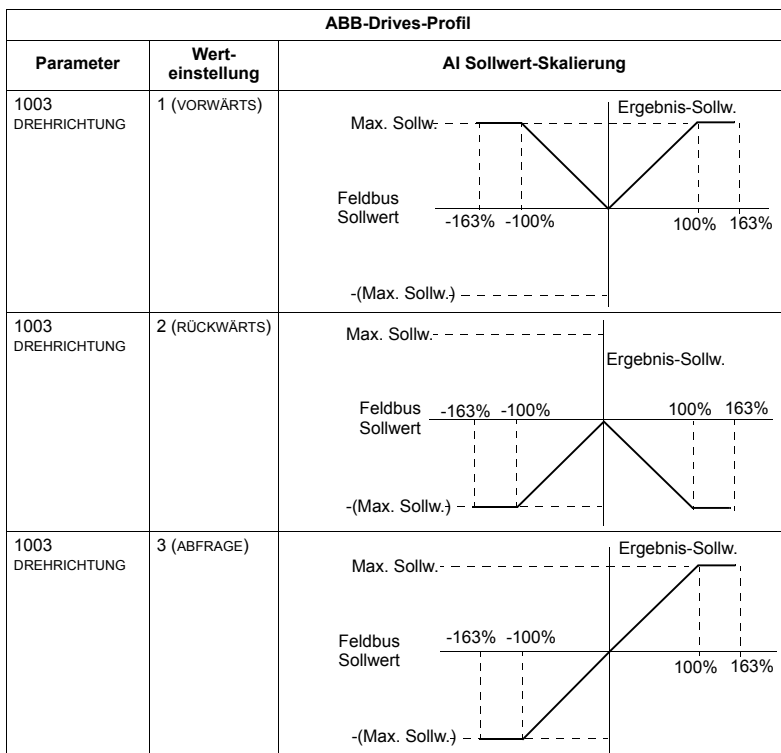 ABB-Drives-Profil
Parameter
Wert-
einstellung
AI Sollwert-Skalierung
1003
DREHRICHTUNG
1 (VORWÄRTS)
Ergebnis-Sollw.
Max. Sollw.
Feldbus
Sollwert
-163% -100%
100% 163%
-(Max. Sollw.)
1003
DREHRICHTUNG
2 (RÜCKWÄRTS)
Max. Sollw.
Ergebnis-Sollw.
Feldbus
Sollwert
-163% -100%
100% 163%
-(Max. Sollw.)
1003
DREHRICHTUNG
3 (ABFRAGE)
Ergebnis-Sollw.
Max. Sollw.
Feldbus
Sollwert
-163% -100%
100% 163%
-(Max. Sollw.)